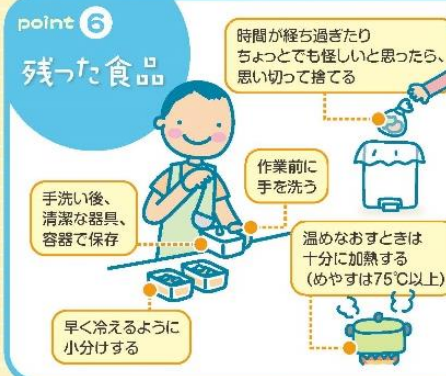 point 6
残った食品
時間が経ち過ぎたり
ちょっとでも怪しいと思ったら、
思い切って捨てる
作業前に
手を洗う
手洗い後、
清潔な器具、
容器で保存
温めなおすときは
十分に加熱する
(めやすは75℃以上)
早く冷えるように
小分けする